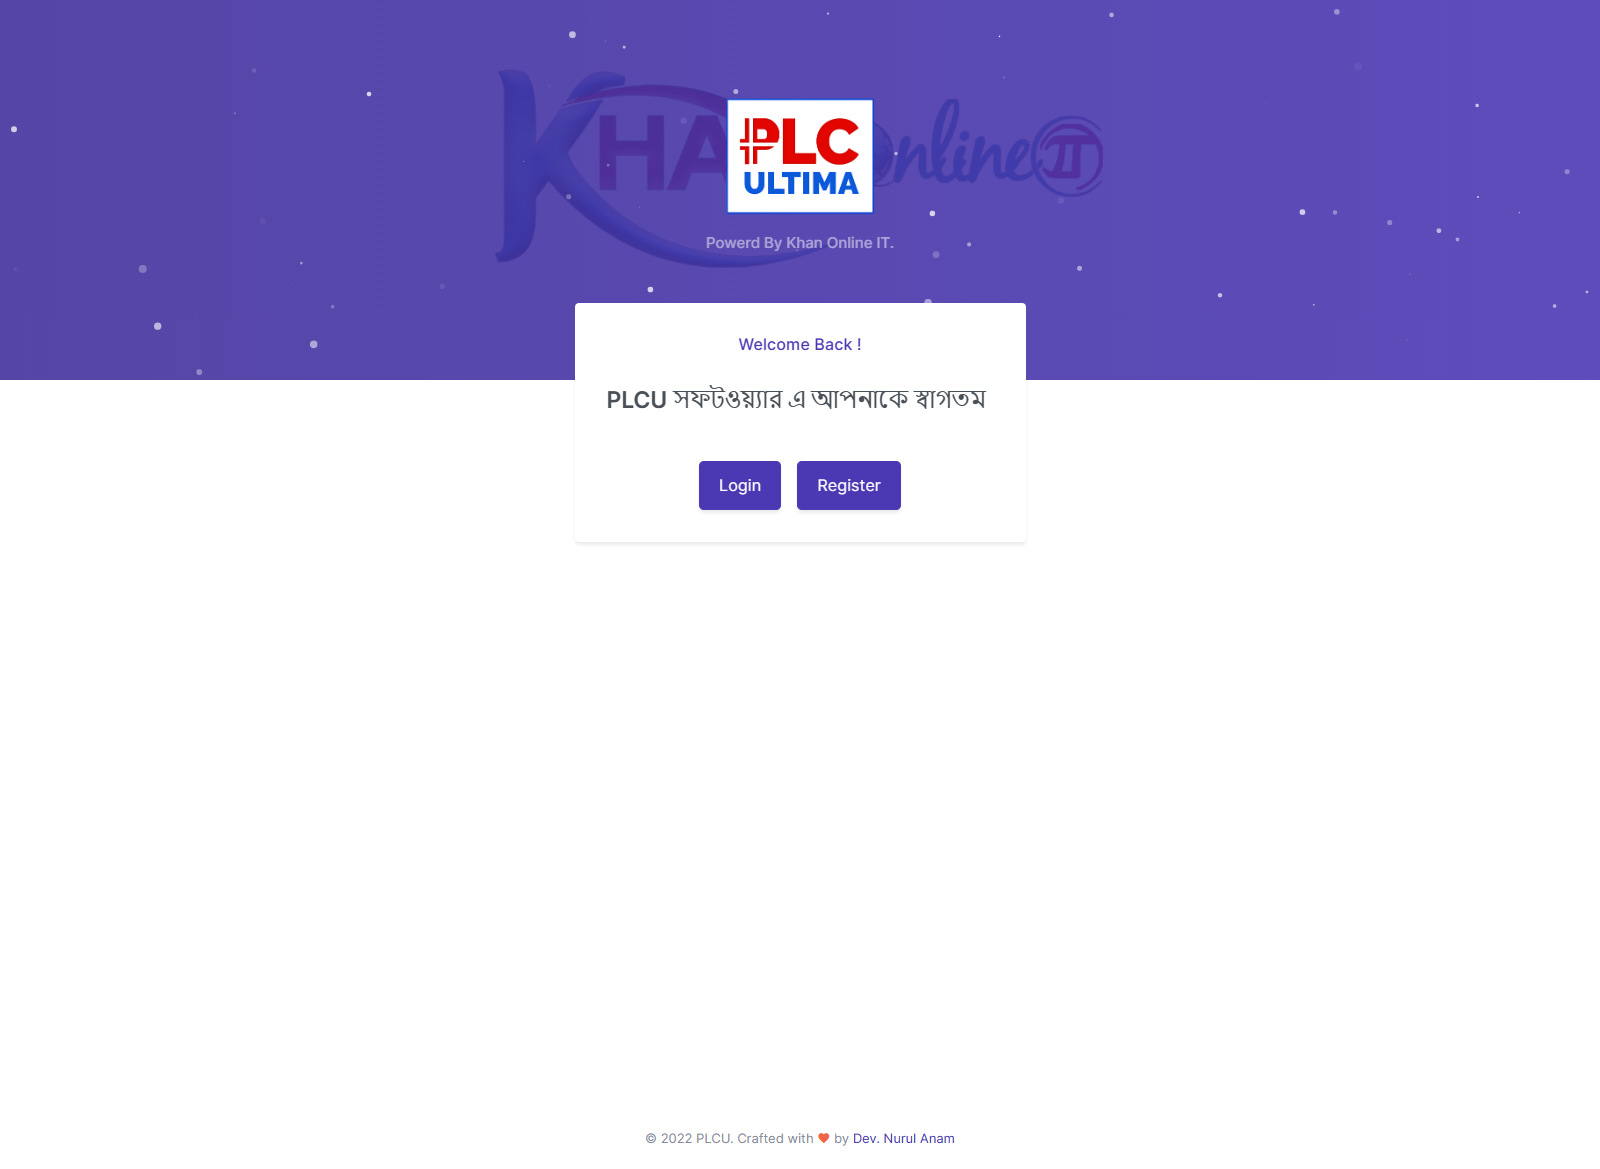 KHAN Online IT
PLC
ULTIMA
Powerd By Khan Online IT.
Welcome Back !
PLCU সফটওয়্যার এ আপনাকে স্বাগতম
Login
Register
© 2022 PLCU. Crafted with ❤ by Dev. Nurul Anam